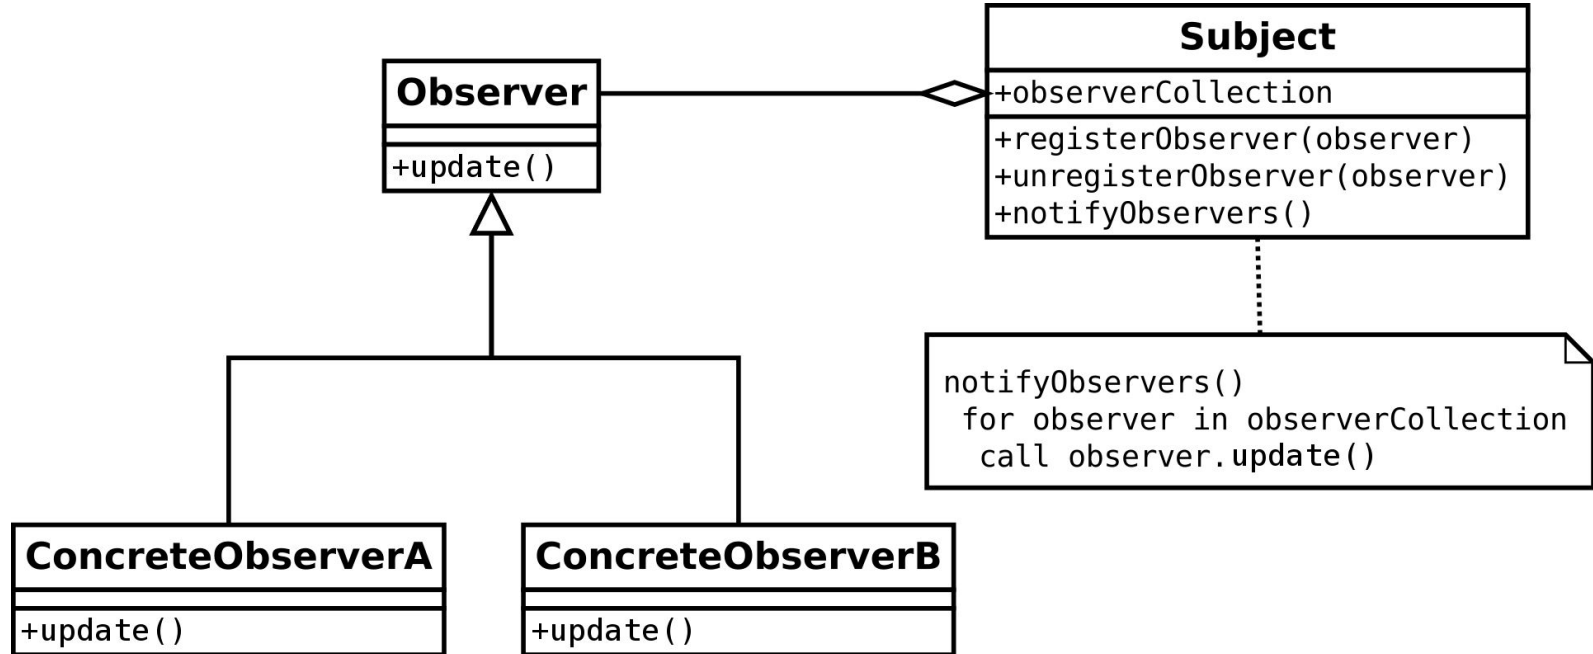 Observer
+update()
Subject
+observerCollection
+registerObserver(observer)
+unregisterObserver(observer)
+notifyObservers()
notifyObservers()
for observer in observerCollection
call observer.update()
ConcreteObserverA
+update()
ConcreteObserverB
+update()